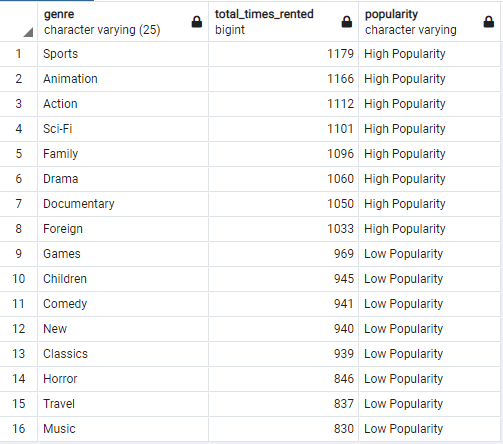 genre total_times_rented popularity
character varying (25) bigint character varying
1 Sports 1179 High Popularity
2 Animation 1166 High Popularity
3 Action 1112 High Popularity
4 Sci-Fi 1101 High Popularity
5 Family 1096 High Popularity
6 Drama 1060 High Popularity
7 Documentary 1050 High Popularity
8 Foreign 1033 High Popularity
9 Games 969 Low Popularity
10 Children 945 Low Popularity
11 Comedy 941 Low Popularity
12 New 940 Low Popularity
13 Classics 939 Low Popularity
14 Horror 846 Low Popularity
15 Travel 837 Low Popularity
16 Music 830 Low Popularity